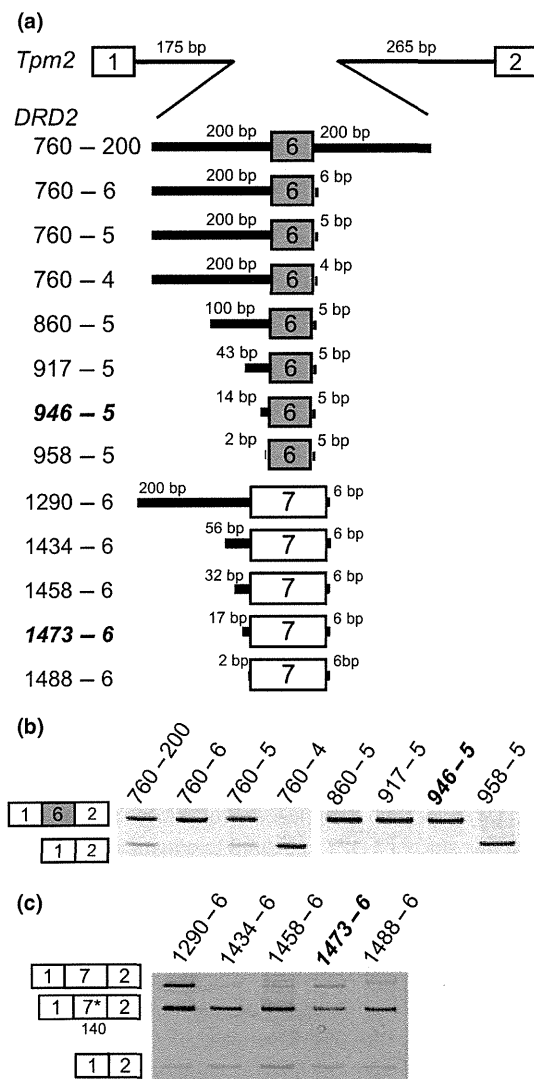 (a)
175 bp 265 bp
Tpm2 1 2
DRD2
200 bp 200 bp
760 – 200 6
200 bp 6 bp
760 – 6 6
200 bp 5 bp
760 – 5 6
200 bp 4 bp
760 – 4 6
100 bp 5 bp
860 – 5 6
43 bp 5 bp
917 – 5 6
14 bp 5 bp
946 – 5 6
2 bp 5 bp
958 – 5 6
200 bp 6 bp
1290 – 6 7
56 bp 6 bp
1434 – 6 7
32 bp 6 bp
1458 – 6 7
17 bp 6 bp
1473 – 6 7
2 bp 6bp
1488 – 6 7
(b)
760–200 760–6 760–5 760–4 860–5 917–5 946–5 958–5
1 6 2
1 2
(c)
1290–6 1434–6 1458–6 1473–6 1488–6
1 7 2
1 7* 2
140
1 2